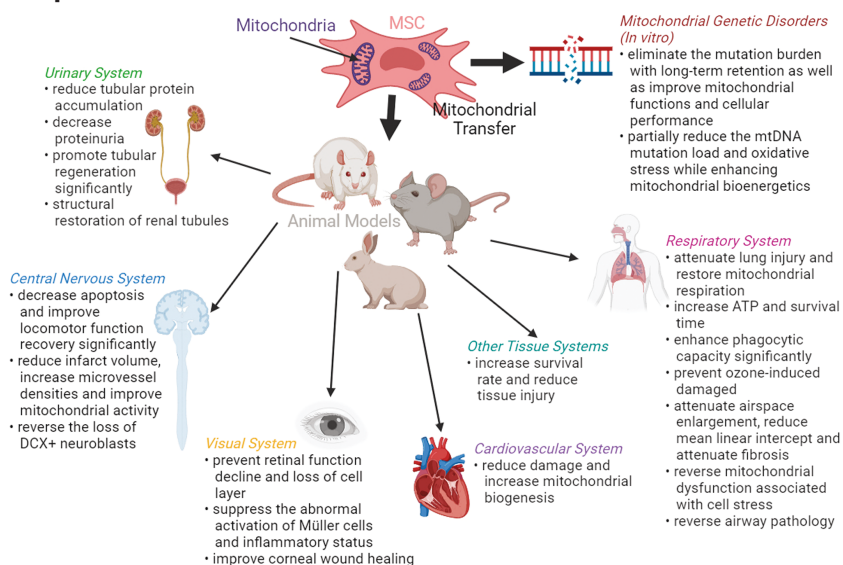 Mitochondria
MSC
Mitochondrial
Transfer
Mitochondrial Genetic Disorders
(In vitro)
• eliminate the mutation burden
with long-term retention as well
as improve mitochondrial
functions and cellular
performance
• partially reduce the mtDNA
mutation load and oxidative
stress while enhancing
mitochondrial bioenergetics
Urinary System
• reduce tubular protein
accumulation
• decrease
proteinuria
• promote tubular
regeneration
significantly
• structural
restoration of renal tubules
Animal Models
Central Nervous System
• decrease apoptosis
and improve
locomotor function
recovery significantly
• reduce infarct volume,
increase microvessel
densities and improve
mitochondrial activity
• reverse the loss of
DCX+ neuroblasts
Visual System
• prevent retinal function
decline and loss of cell
layer
• suppress the abnormal
activation of Müller cells
and inflammatory status
• improve corneal wound healing
Other Tissue Systems
• increase survival
rate and reduce
tissue injury
Cardiovascular System
• reduce damage and
increase mitochondrial
biogenesis
Respiratory System
• attenuate lung injury and
restore mitochondrial
respiration
• increase ATP and survival
time
• enhance phagocytic
capacity significantly
• prevent ozone-induced
damaged
• attenuate airspace
enlargement, reduce
mean linear intercept and
attenuate fibrosis
• reverse mitochondrial
dysfunction associated
with cell stress
• reverse airway pathology